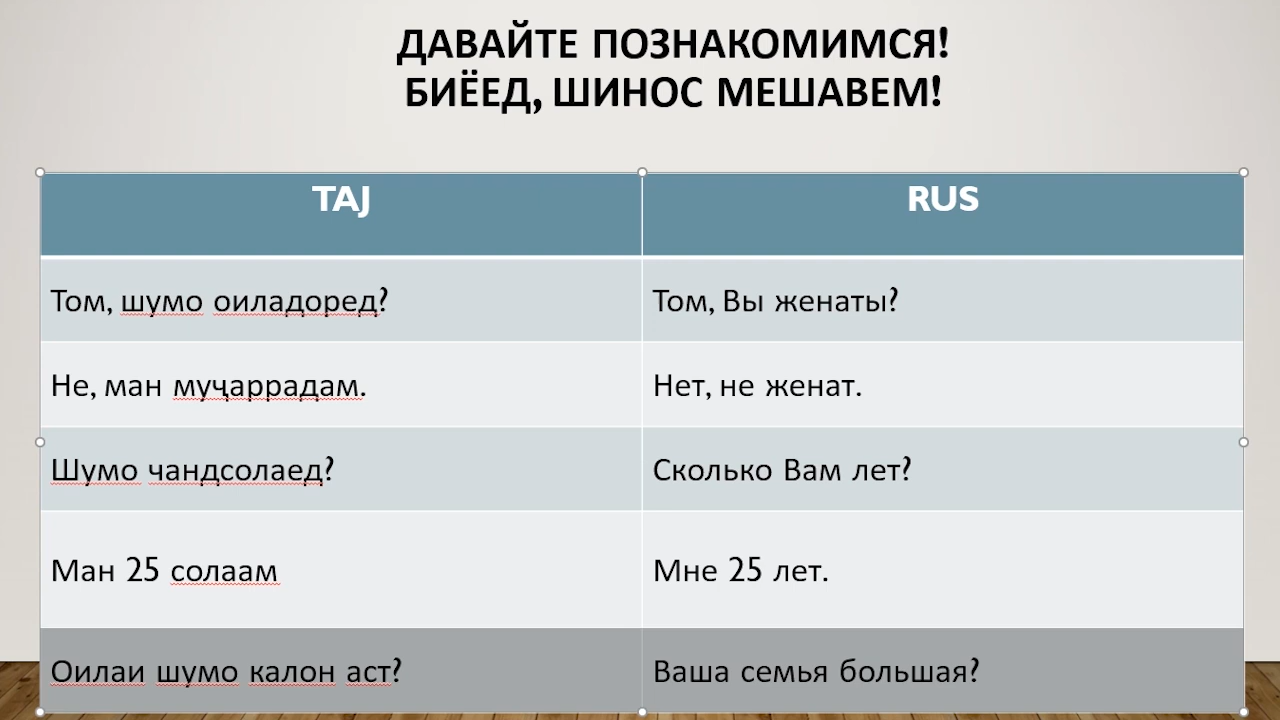 ДАВАЙТЕ ПОЗНАКОМИМСЯ!
БИЁЕД, ШИНОС МЕШАВЕМ!
TAJ
RUS
Том, шумо оиладоред?
Том, Вы женаты?
Не, ман муҷаррадам.
Нет, не женат.
Шумо чандсолаед?
Сколько Вам лет?
Ман 25 солаам
Мне 25 лет.
Оилаи шумо калон аст?
Ваша семья большая?